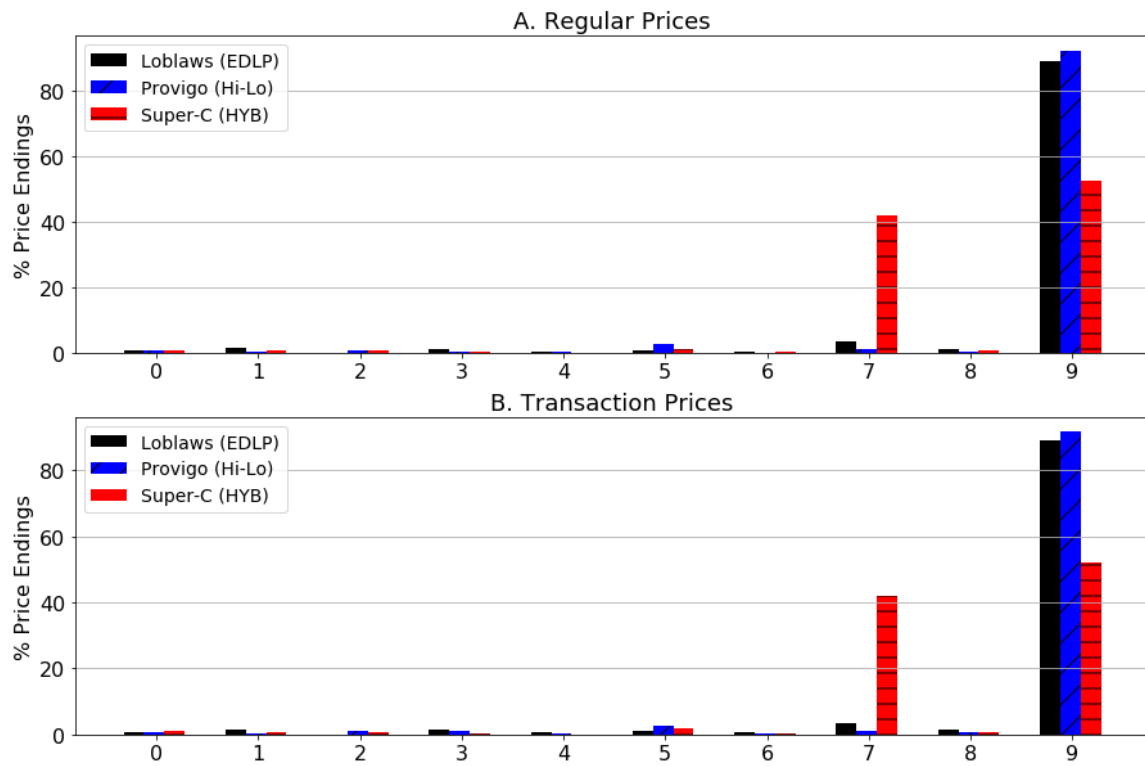 A. Regular Prices
Loblaws (EDLP)
Provigo (Hi-Lo)
Super-C (HYB)
% Price Endings
80
60
40
20
0
0 1 2 3 4 5 6 7 8 9
B. Transaction Prices
Loblaws (EDLP)
Provigo (Hi-Lo)
Super-C (HYB)
% Price Endings
80
60
40
20
0
0 1 2 3 4 5 6 7 8 9